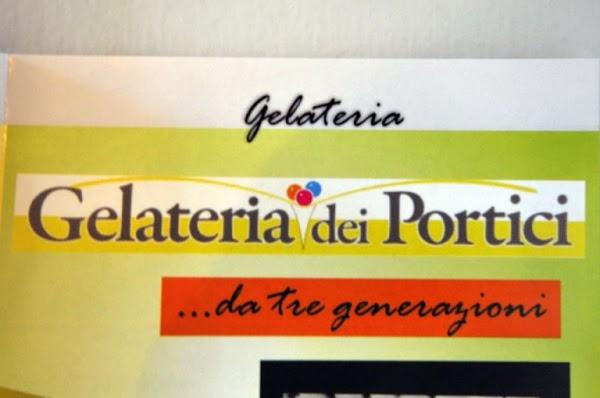 Gelateria
Gelateria dei Portici
...da tre generazioni